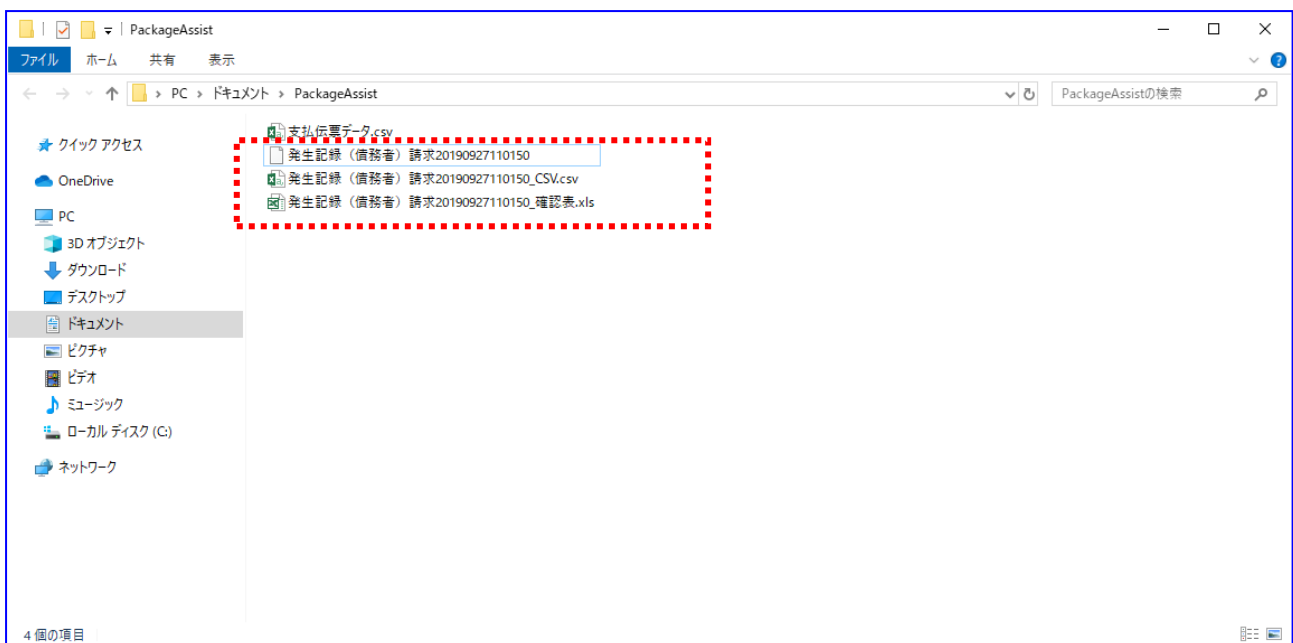 PackageAssist
ファイル ホーム 共有 表示
PC › ドキュメント › PackageAssist PackageAssistの検索
クイック アクセス
OneDrive
PC
3D オブジェクト
ダウンロード
デスクトップ
ドキュメント
ピクチャ
ビデオ
ミュージック
ローカル ディスク (C:)
ネットワーク
支払伝票データ.csv
発生記録（債務者）請求20190927110150
発生記録（債務者）請求20190927110150_CSV.csv
発生記録（債務者）請求20190927110150_確認表.xls
4 個の項目